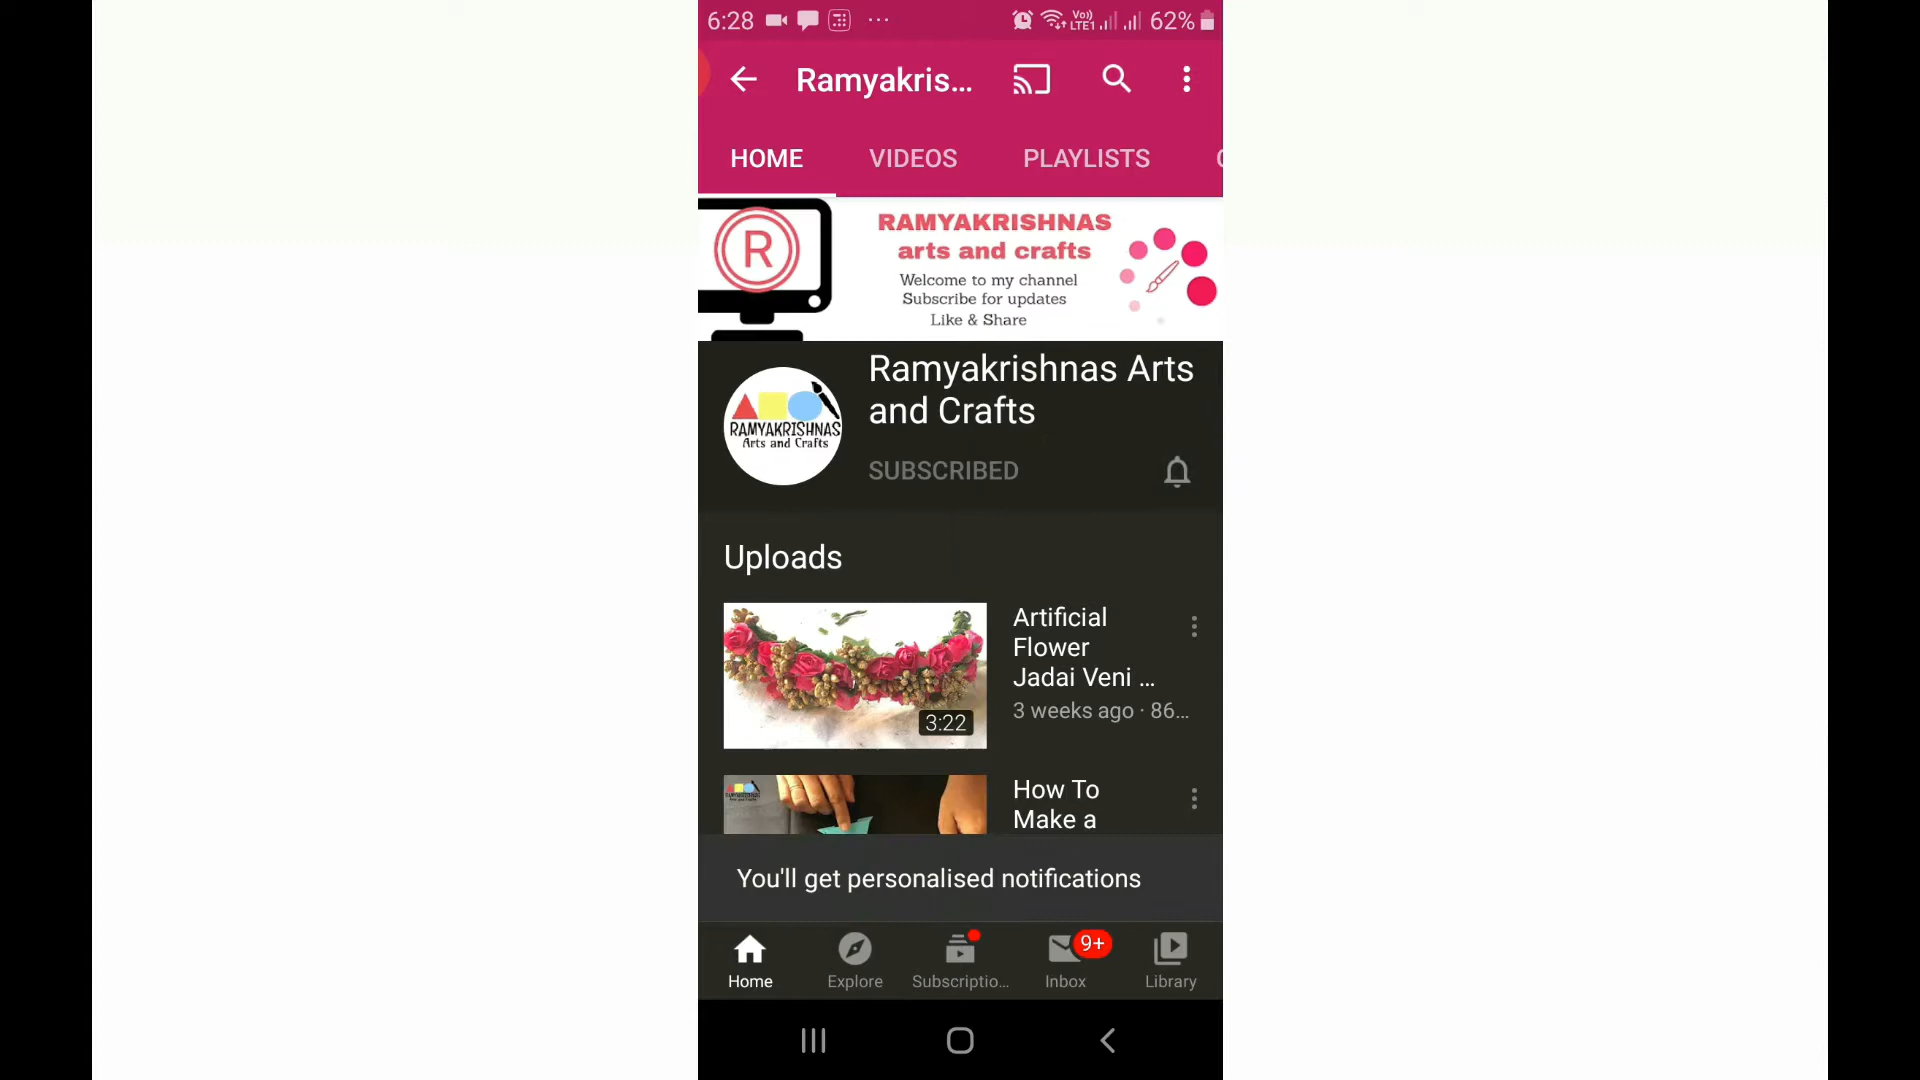 6:28
Vo)) LTE1 62%
Ramyakris...
HOME VIDEOS PLAYLISTS
R
RAMYAKRISHNAS
arts and crafts
Welcome to my channel
Subscribe for updates
Like & Share
RAMYAKRISHNAS
Arts and Crafts
Ramyakrishnas Arts
and Crafts
SUBSCRIBED
Uploads
3:22
Artificial
Flower
Jadai Veni ...
3 weeks ago · 86...
How To
Make a
You'll get personalised notifications
9+
Home Explore Subscriptio... Inbox Library